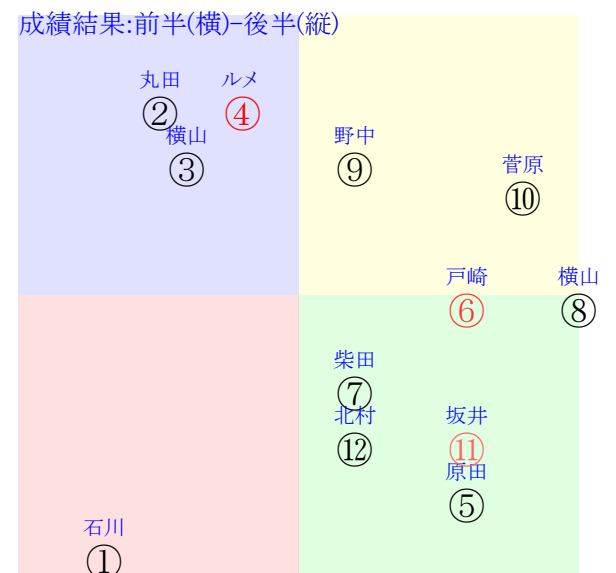 成績結果:前半(横)-後半(縦)
丸田
ルメ
②
④
横山
野中
③
⑨
菅原
⑩
戸崎
横山
⑥
⑧
柴田
⑦
北村
坂井
⑫
⑪
原田
⑤
石川
①